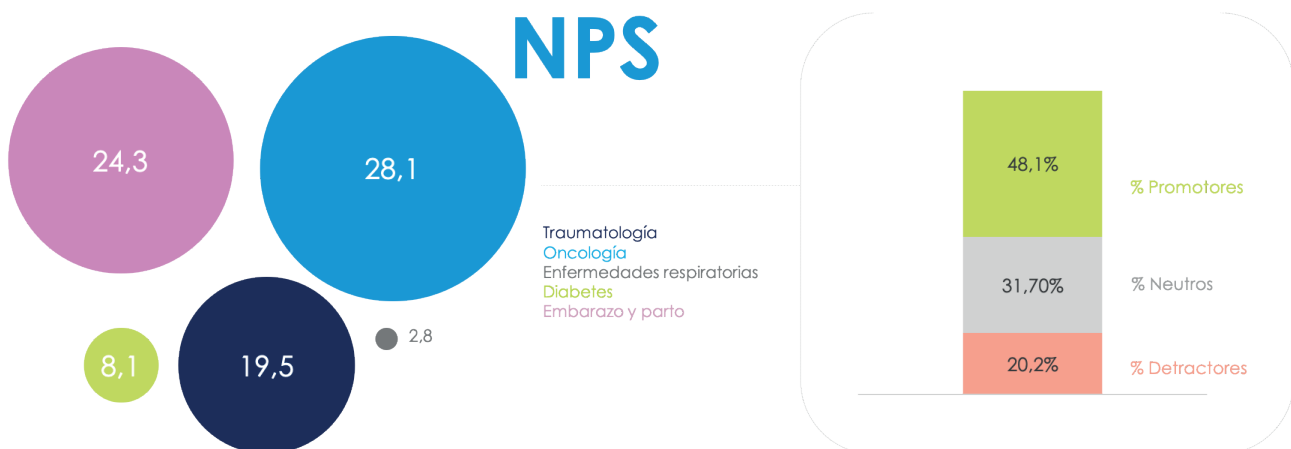 NPS
24,3
28,1
8,1
19,5
2,8
Traumatología
Oncología
Enfermedades respiratorias
Diabetes
Embarazo y parto
48,1%
% Promotores
31,70%
% Neutros
20,2%
% Detractores